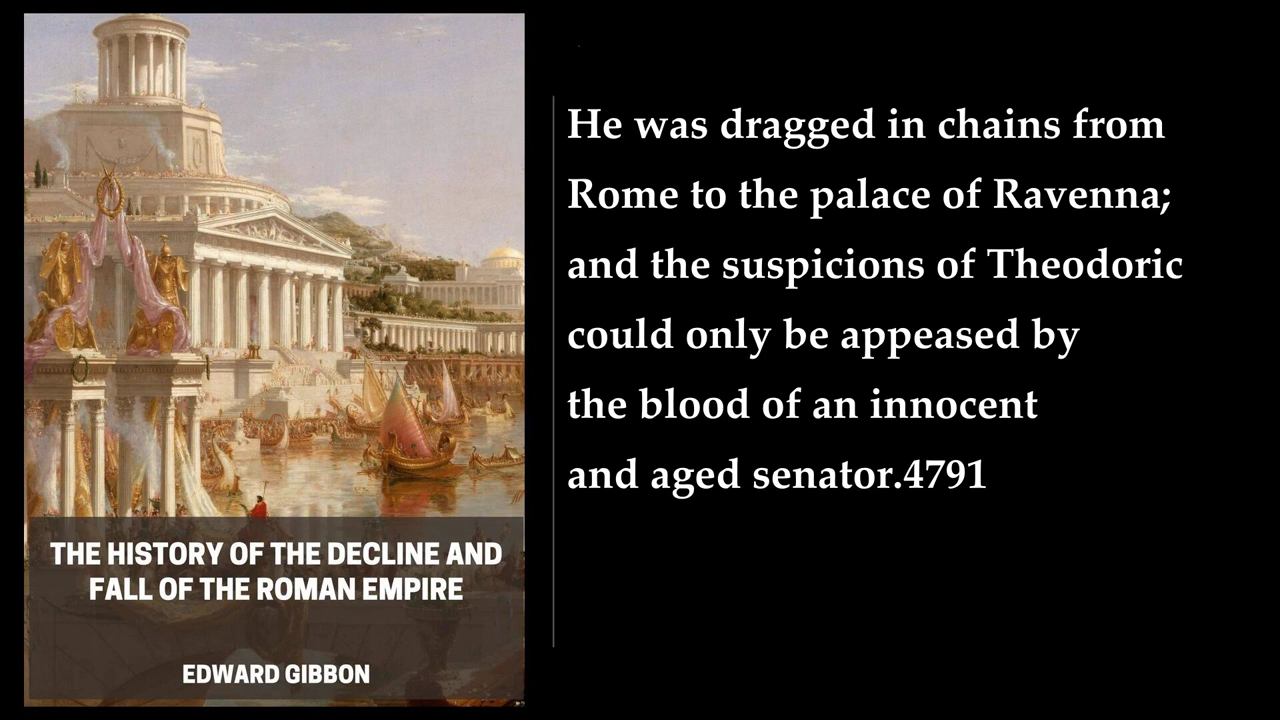 THE HISTORY OF THE DECLINE AND
FALL OF THE ROMAN EMPIRE
EDWARD GIBBON
He was dragged in chains from
Rome to the palace of Ravenna;
and the suspicions of Theodoric
could only be appeased by
the blood of an innocent
and aged senator.4791